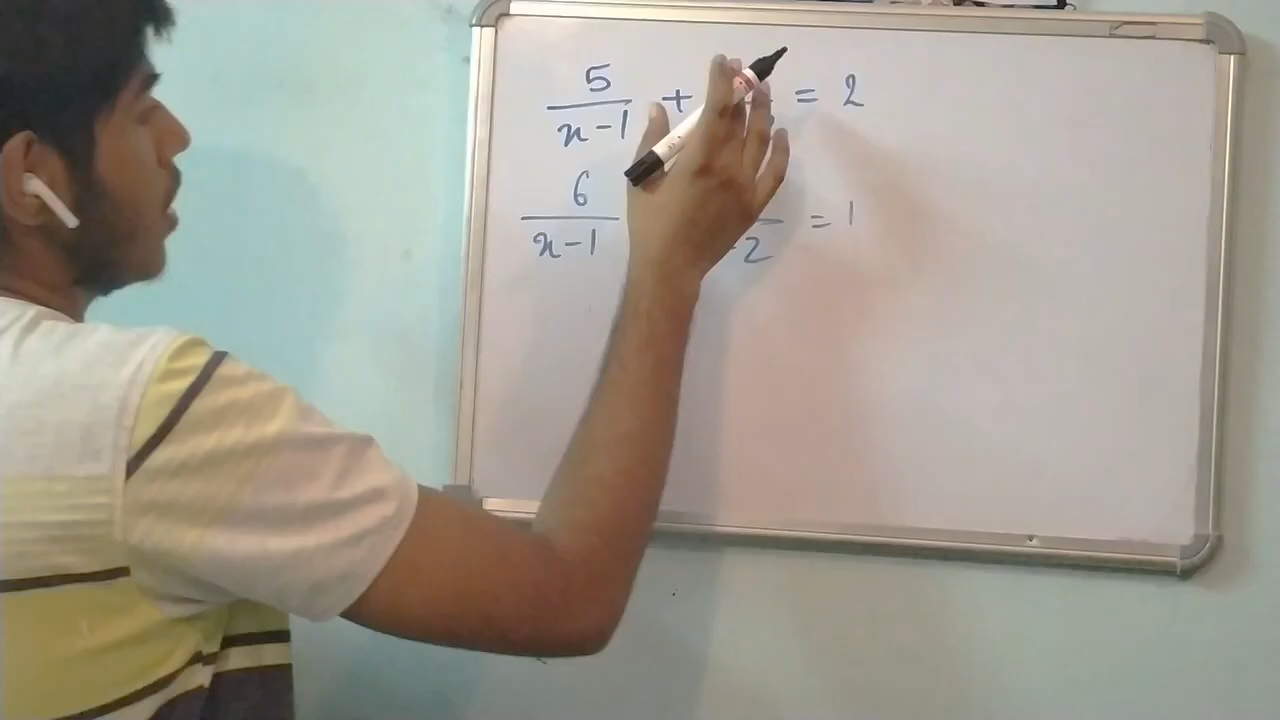 5/(x-1) + = 2
6/(x-1) -2 = 1